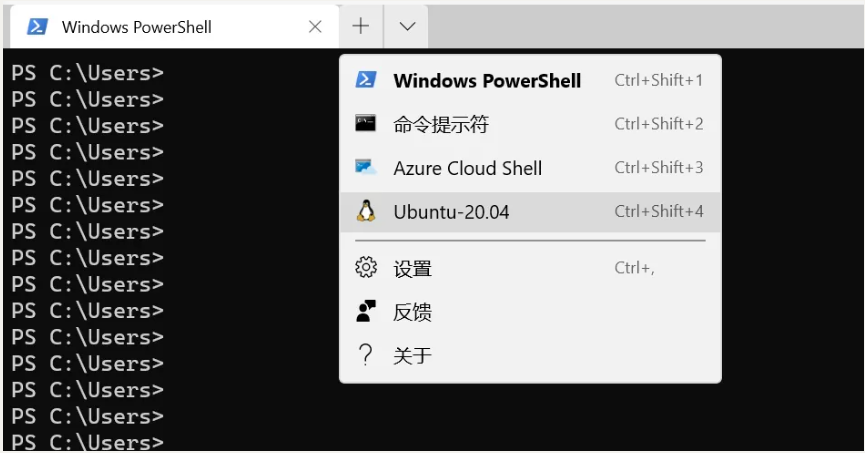 Windows PowerShell
Windows PowerShell Ctrl+Shift+1
PS C:\Users>
PS C:\Users>
命令提示符 Ctrl+Shift+2
PS C:\Users>
PS C:\Users>
Azure Cloud Shell Ctrl+Shift+3
PS C:\Users>
PS C:\Users>
Ubuntu-20.04 Ctrl+Shift+4
PS C:\Users>
PS C:\Users>
设置 Ctrl+,
PS C:\Users>
PS C:\Users>
反馈
PS C:\Users>
PS C:\Users>
关于
PS C:\Users>
PS C:\Users>
PS C:\Users>
PS C:\Users>